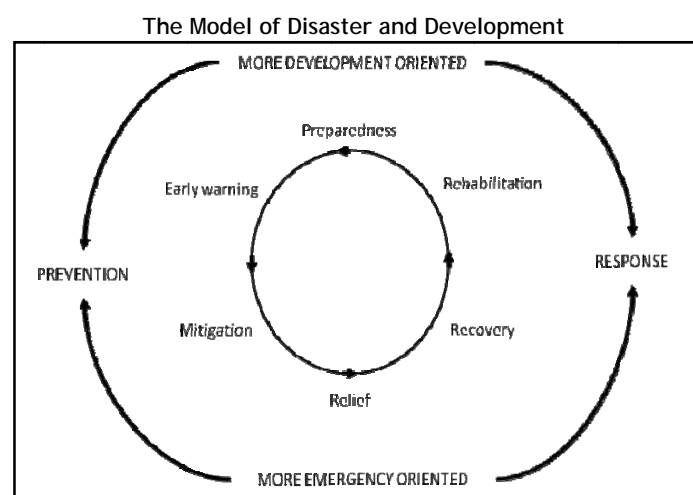 The Model of Disaster and Development
MORE DEVELOPMENT ORIENTED
Preparedness
Early warning
Rehabilitation
PREVENTION
RESPONSE
Mitigation
Recovery
Relief
MORE EMERGENCY ORIENTED